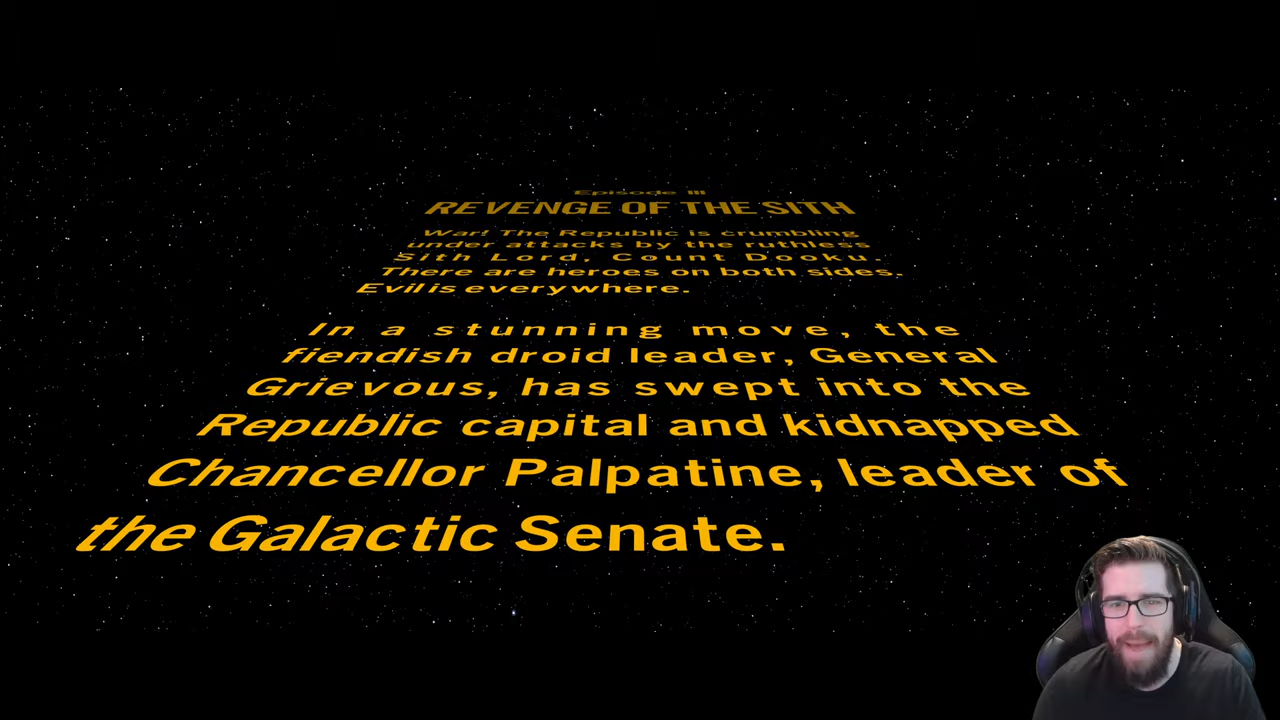 Episode III
REVENGE OF THE SITH
War! The Republic is crumbling
under attacks by the ruthless
Sith Lord, Count Dooku.
There are heroes on both sides.
Evil is everywhere.
In a stunning move, the
fiendish droid leader, General
Grievous, has swept into the
Republic capital and kidnapped
Chancellor Palpatine, leader of
the Galactic Senate.